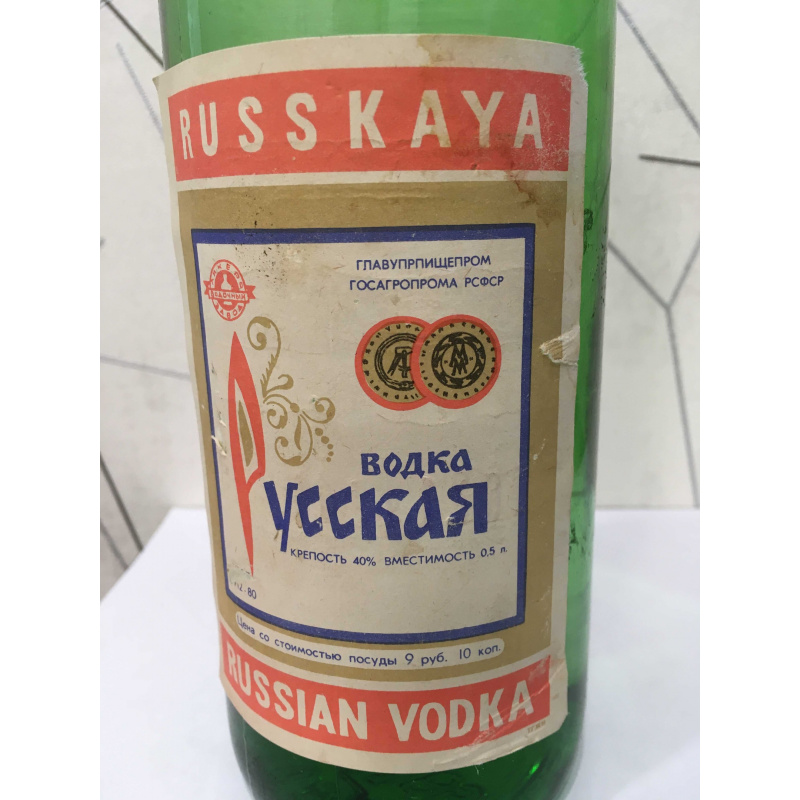 RUSSKAYA
ГЛАВУПРПИЩЕПРОМ
ГОСАГРОПРОМА РСФСР
ВОДКА
Русская
КРЕПОСТЬ 40% ВМЕСТИМОСТЬ 0,5 л.
-80
Цена со стоимостью посуды 9 руб. 10 коп.
RUSSIAN VODKA